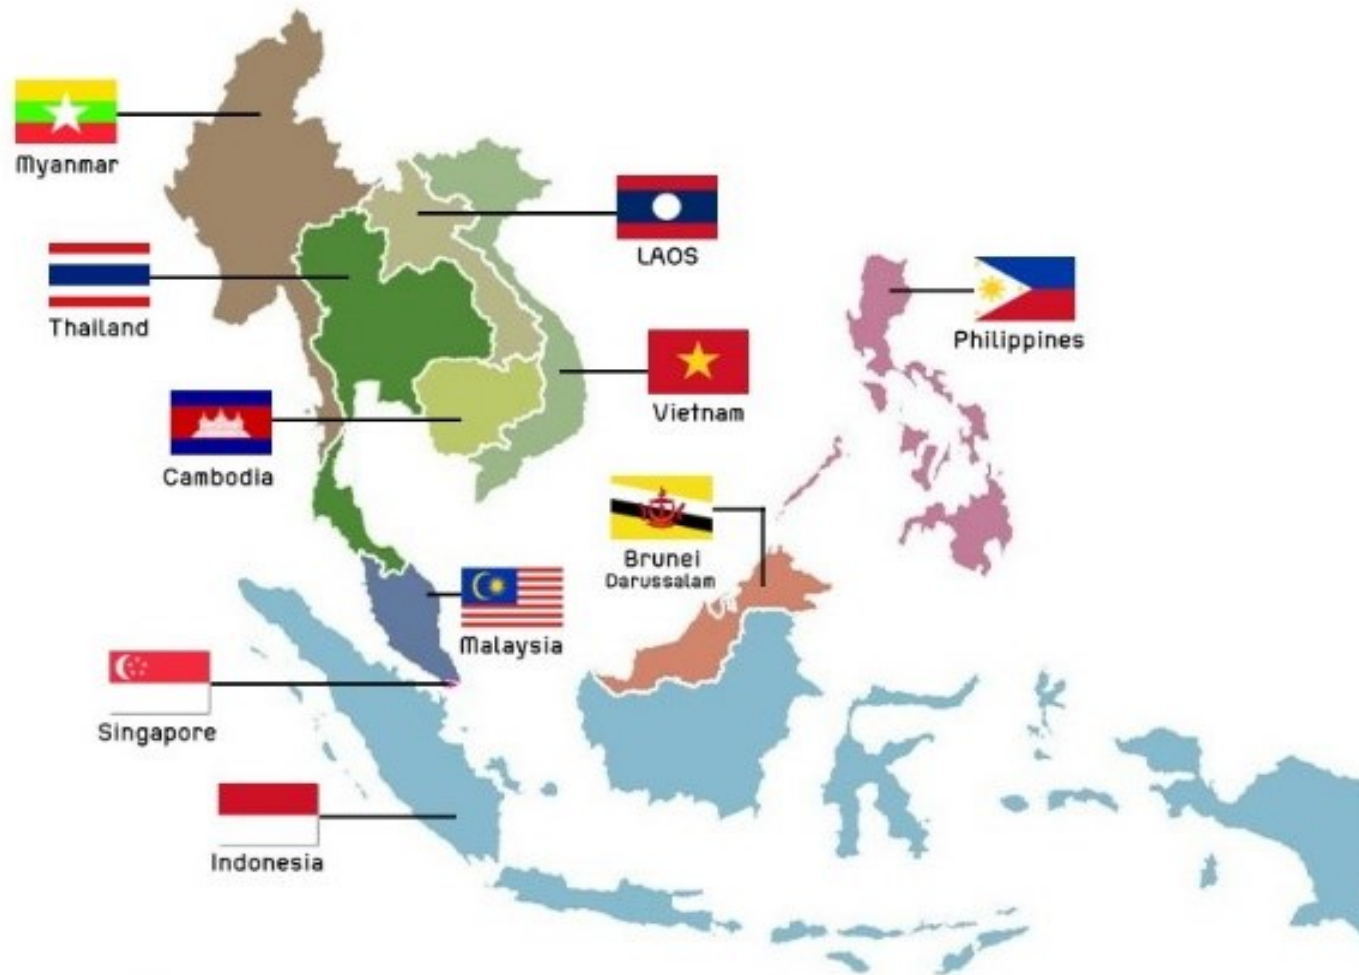 Myanmar
LAOS
Thailand
Philippines
Vietnam
Cambodia
Brunei
Darussalam
Malaysia
Singapore
Indonesia